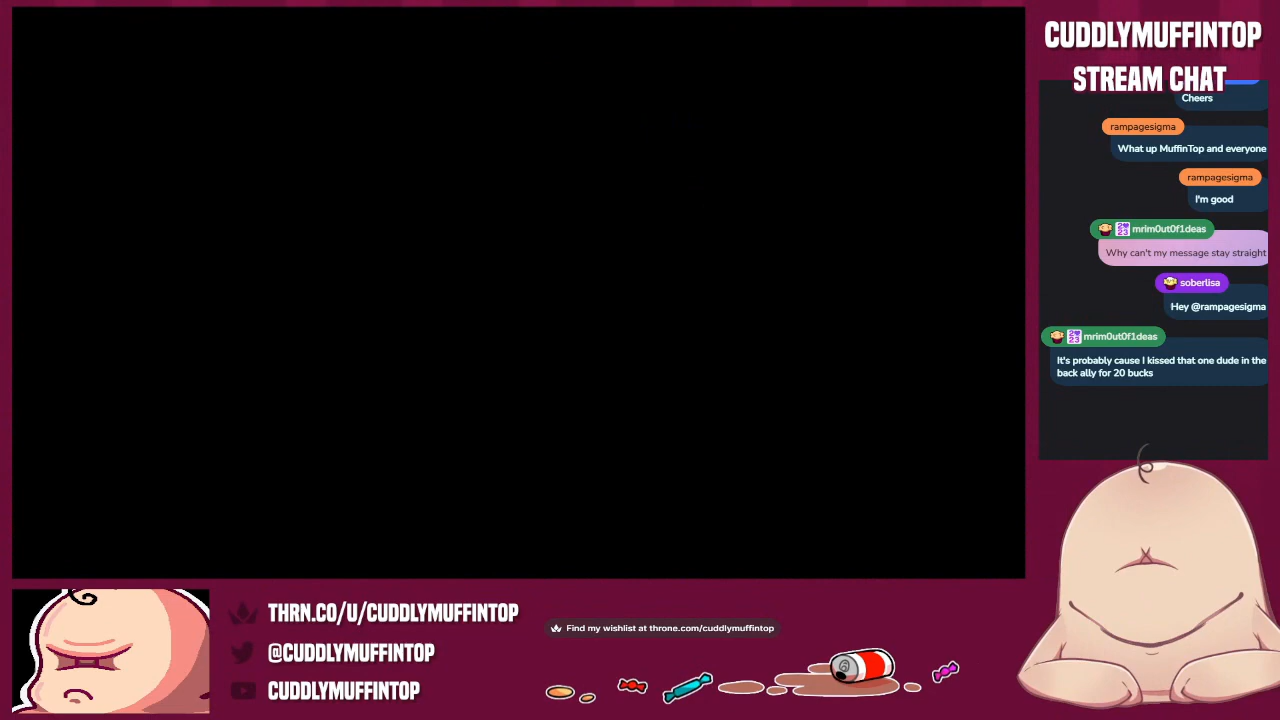 CUDDLYMUFFINTOP
STREAM CHAT
Cheers
rampagesigma
What up MuffinTop and everyone
rampagesigma
I'm good
mrim0ut0f1deas
Why can't my message stay straight
soberlisa
Hey @rampagesigma
mrim0ut0f1deas
It's probably cause I kissed that one dude in the
back ally for 20 bucks
THRN.CO/U/CUDDLYMUFFINTOP
@CUDDLYMUFFINTOP
CUDDLYMUFFINTOP
Find my wishlist at throne.com/cuddlymuffintop